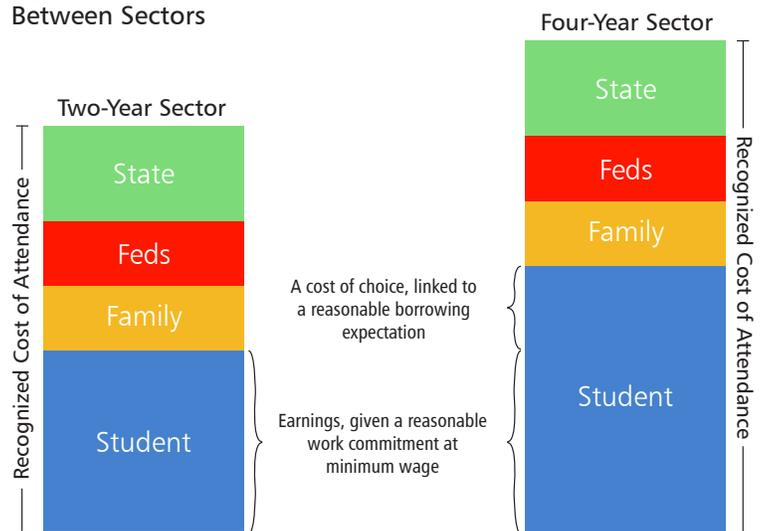 Between Sectors
Four-Year Sector
Two-Year Sector
State
Feds
Family
Student
Recognized Cost of Attendance
A cost of choice, linked to
a reasonable borrowing
expectation
Earnings, given a reasonable
work commitment at
minimum wage
State
Feds
Family
Student
Recognized Cost of Attendance